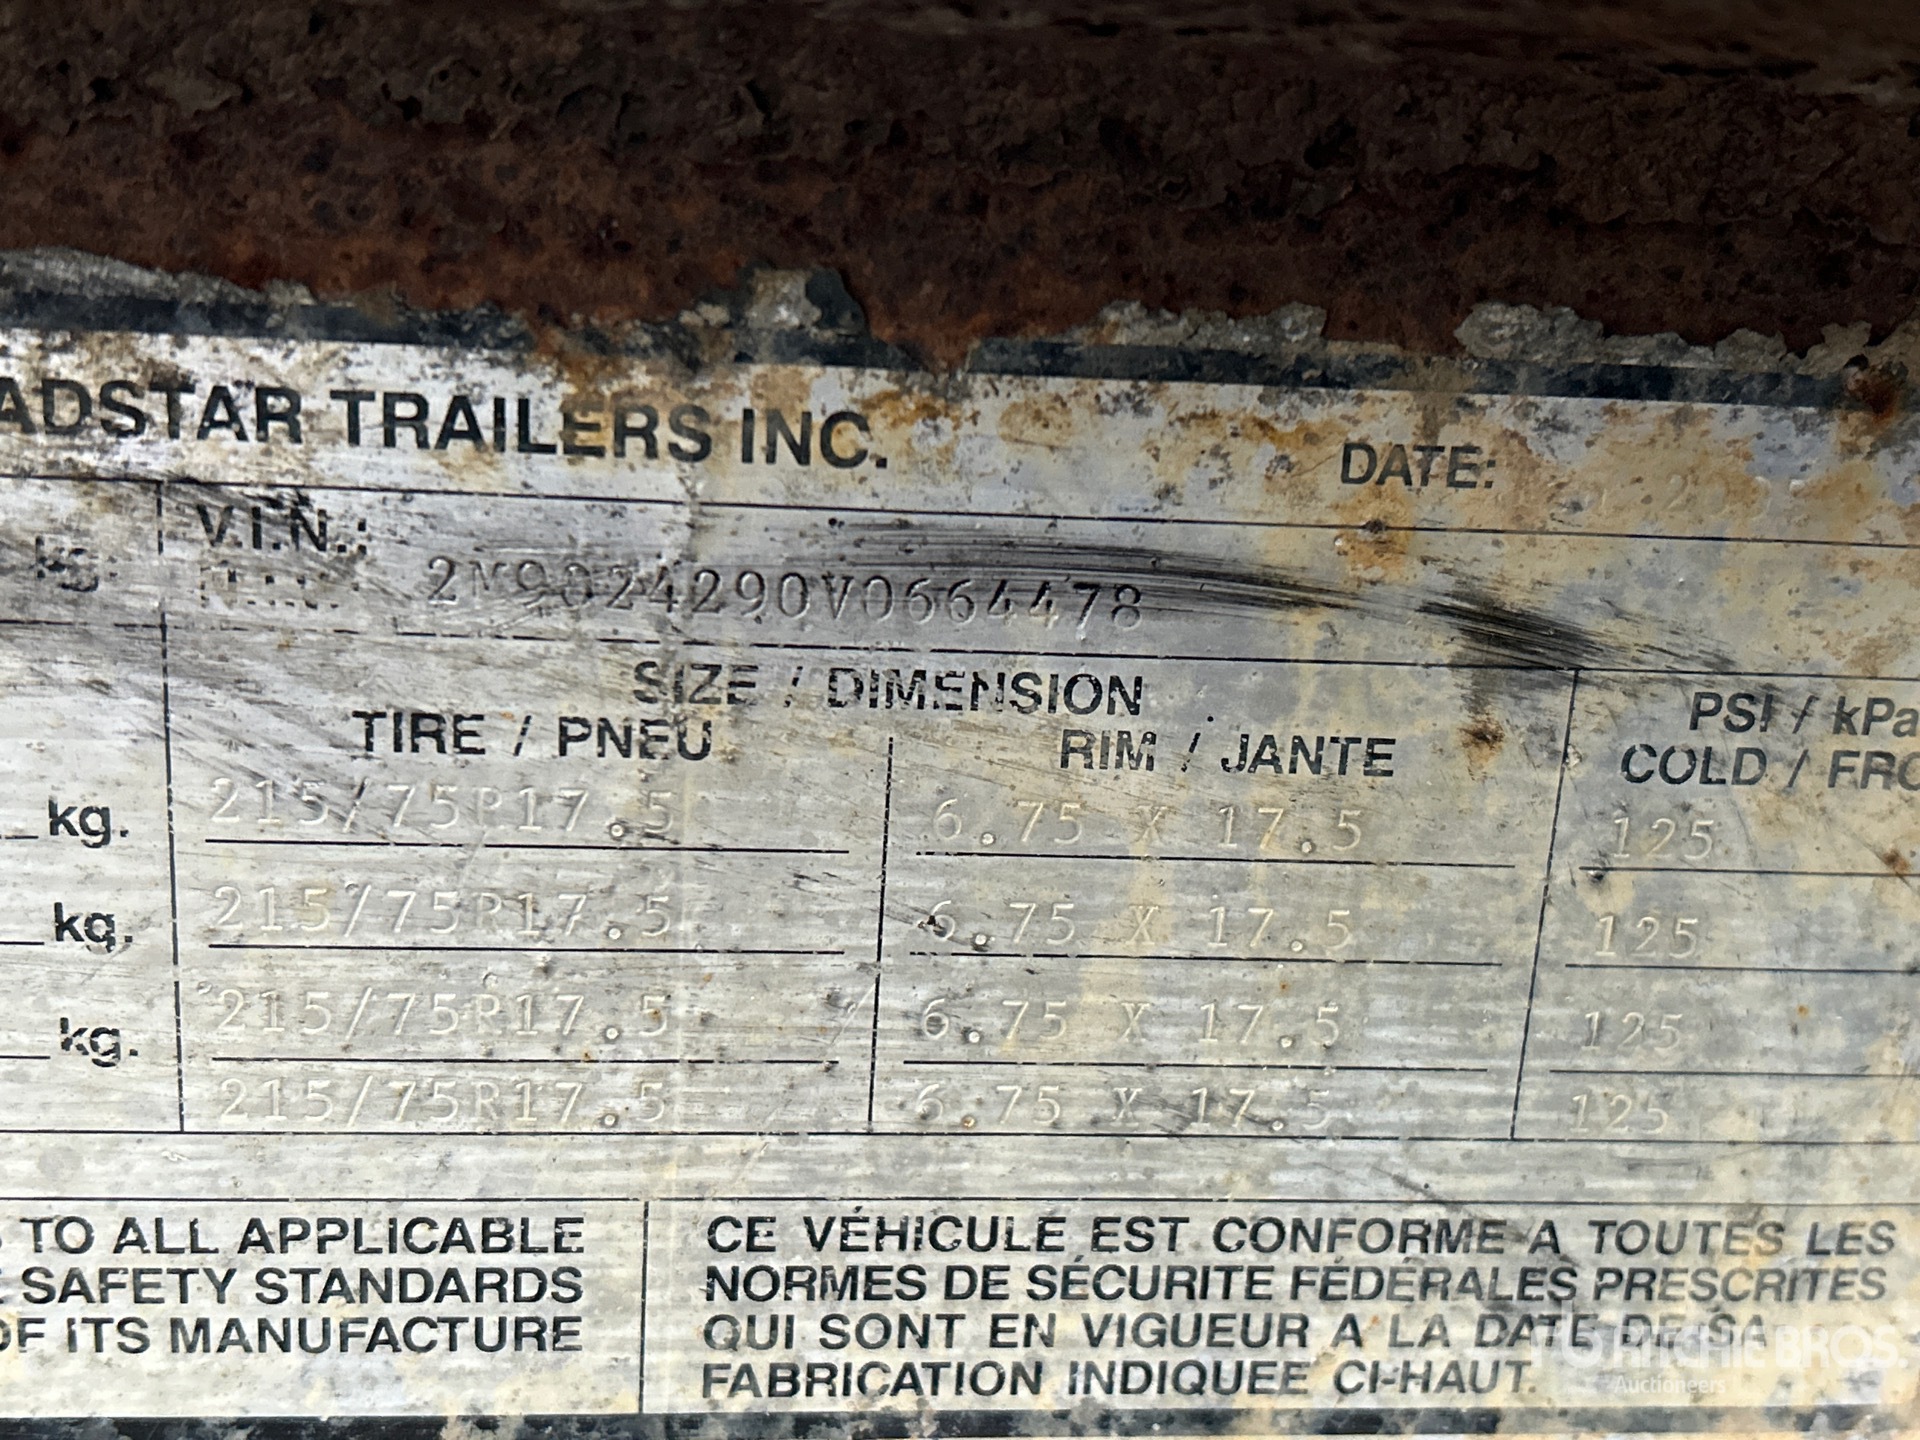 ADSTAR TRAILERS INC.
DATE:
kg. V.I.N.:
2M9024290V0664478
SIZE / DIMENSION
TIRE / PNEU RIM / JANTE
PSI / kPa
COLD / FRO
kg. 215/75R17.5 6.75 X 17.5 125
kg. 215/75R17.5 6.75 X 17.5 125
kg. 215/75R17.5 6.75 X 17.5 125
215/75R17.5 6.75 X 17.5 125
TO ALL APPLICABLE
SAFETY STANDARDS
OF ITS MANUFACTURE
CE VÉHICULE EST CONFORME A TOUTES LES
NORMES DE SÉCURITE FÉDÉRALES PRESCRITES
QUI SONT EN VIGUEUR A LA DATE DE SA
FABRICATION INDIQUEE CI-HAUT.
RITCHIE BROS.
Auctioneers